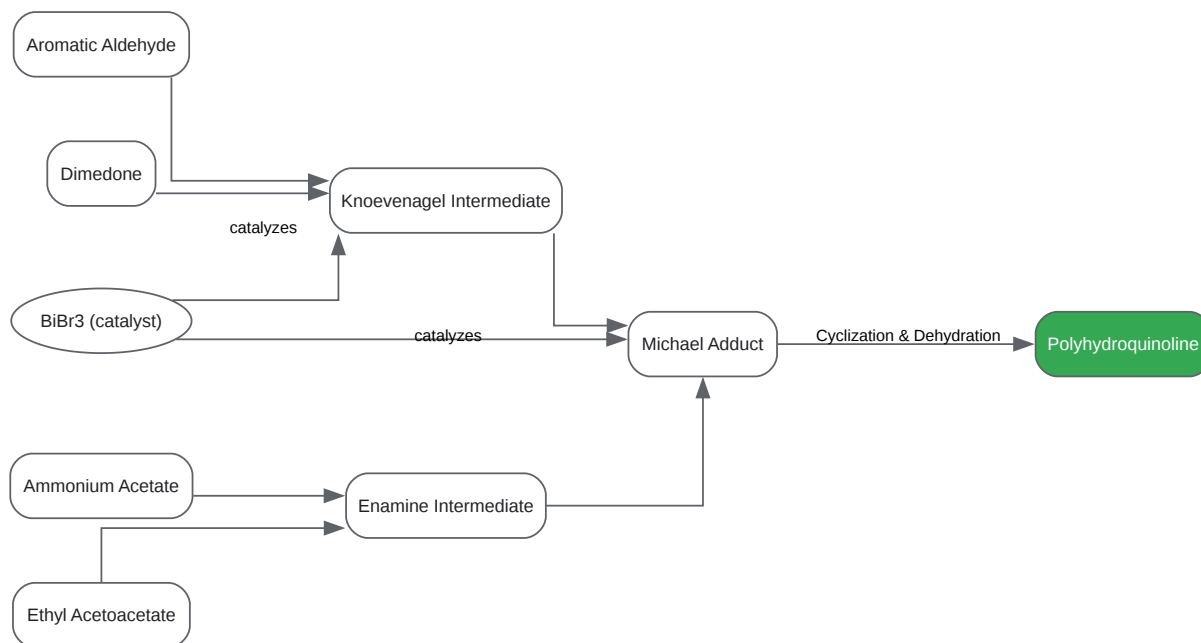 Aromatic Aldehyde
Dimedone
Knoevenagel Intermediate
catalyzes
BiBr3 (catalyst)
catalyzes
Michael Adduct
Cyclization & Dehydration
Polyhydroquinoline
Ammonium Acetate
Enamine Intermediate
Ethyl Acetoacetate